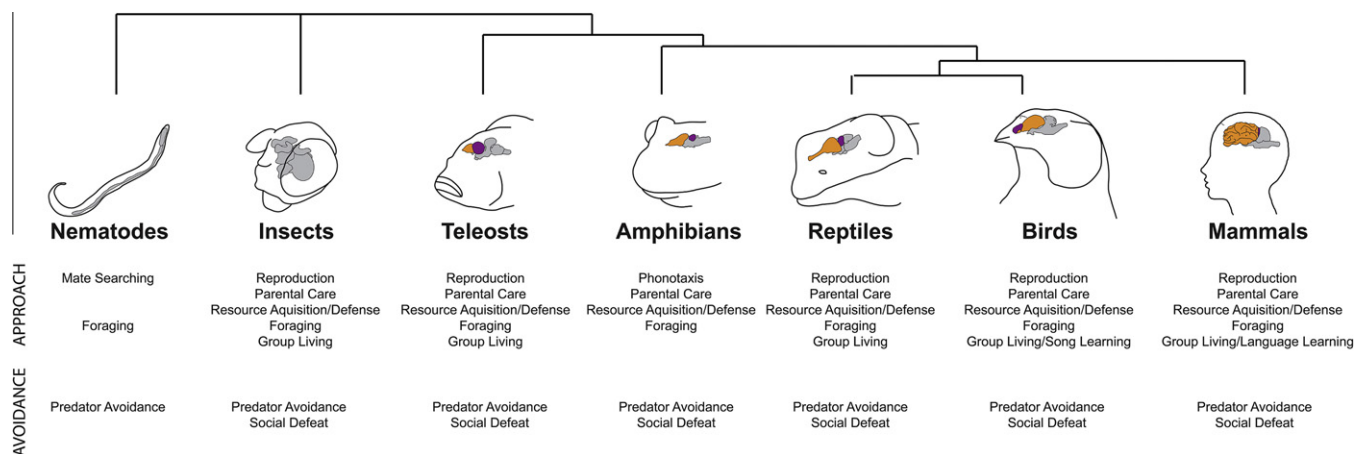 Nematodes Insects Teleosts Amphibians Reptiles Birds Mammals
APPROACH
Mate Searching Reproduction Reproduction Phonotaxis Reproduction Reproduction Reproduction
Parental Care Parental Care Parental Care Parental Care Parental Care Parental Care
Resource Aquisition/Defense Resource Aquisition/Defense Resource Aquisition/Defense Resource Aquisition/Defense Resource Aquisition/Defense Resource Aquisition/Defense
Foraging Foraging Foraging Foraging Foraging Foraging Foraging
Group Living Group Living Group Living Group Living/Song Learning Group Living/Language Learning
AVOIDANCE
Predator Avoidance Predator Avoidance Predator Avoidance Predator Avoidance Predator Avoidance Predator Avoidance Predator Avoidance
Social Defeat Social Defeat Social Defeat Social Defeat Social Defeat Social Defeat